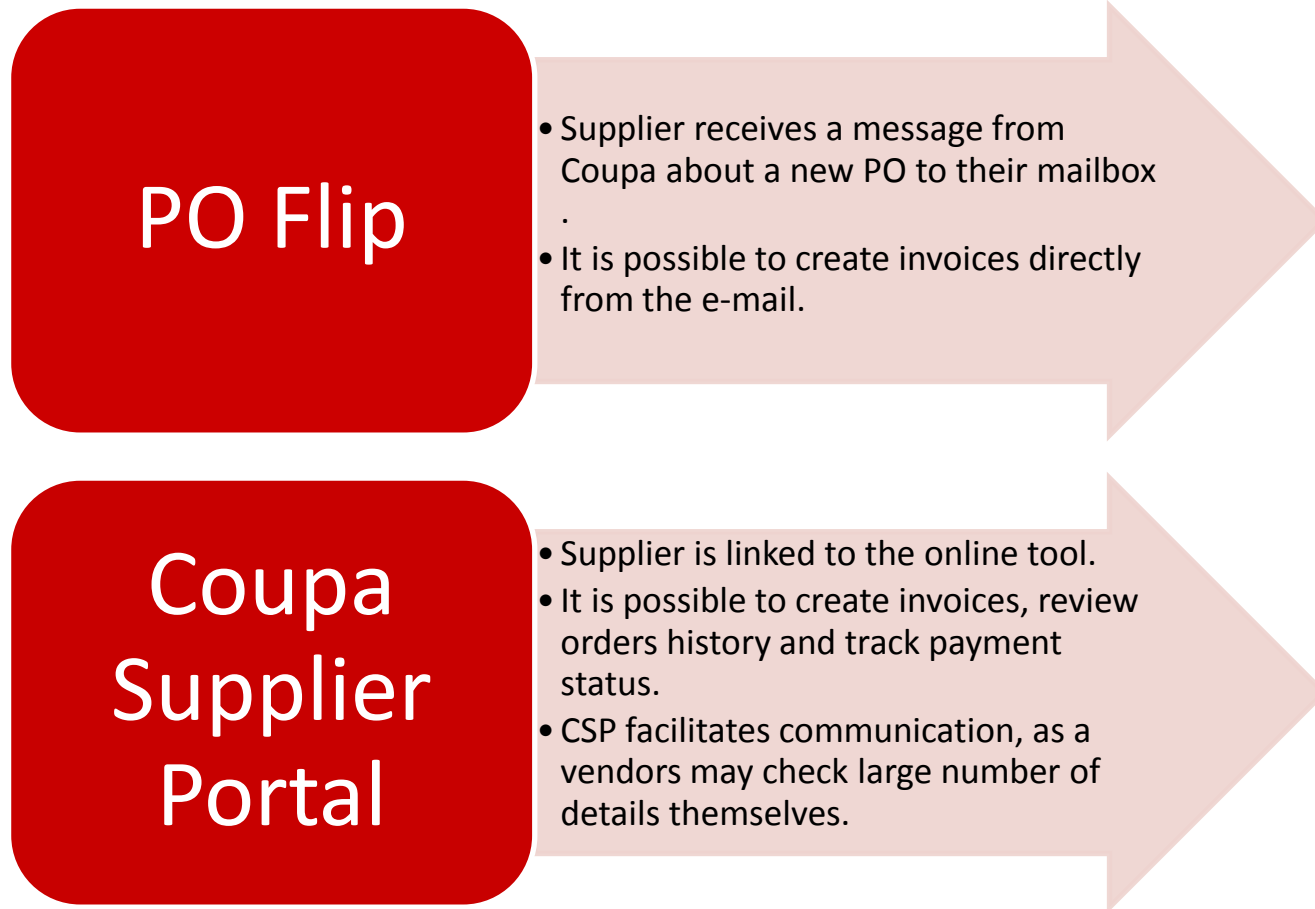 PO Flip
• Supplier receives a message from
Coupa about a new PO to their mailbox
.
• It is possible to create invoices directly
from the e-mail.
Coupa
Supplier
Portal
• Supplier is linked to the online tool.
• It is possible to create invoices, review
orders history and track payment
status.
• CSP facilitates communication, as a
vendors may check large number of
details themselves.